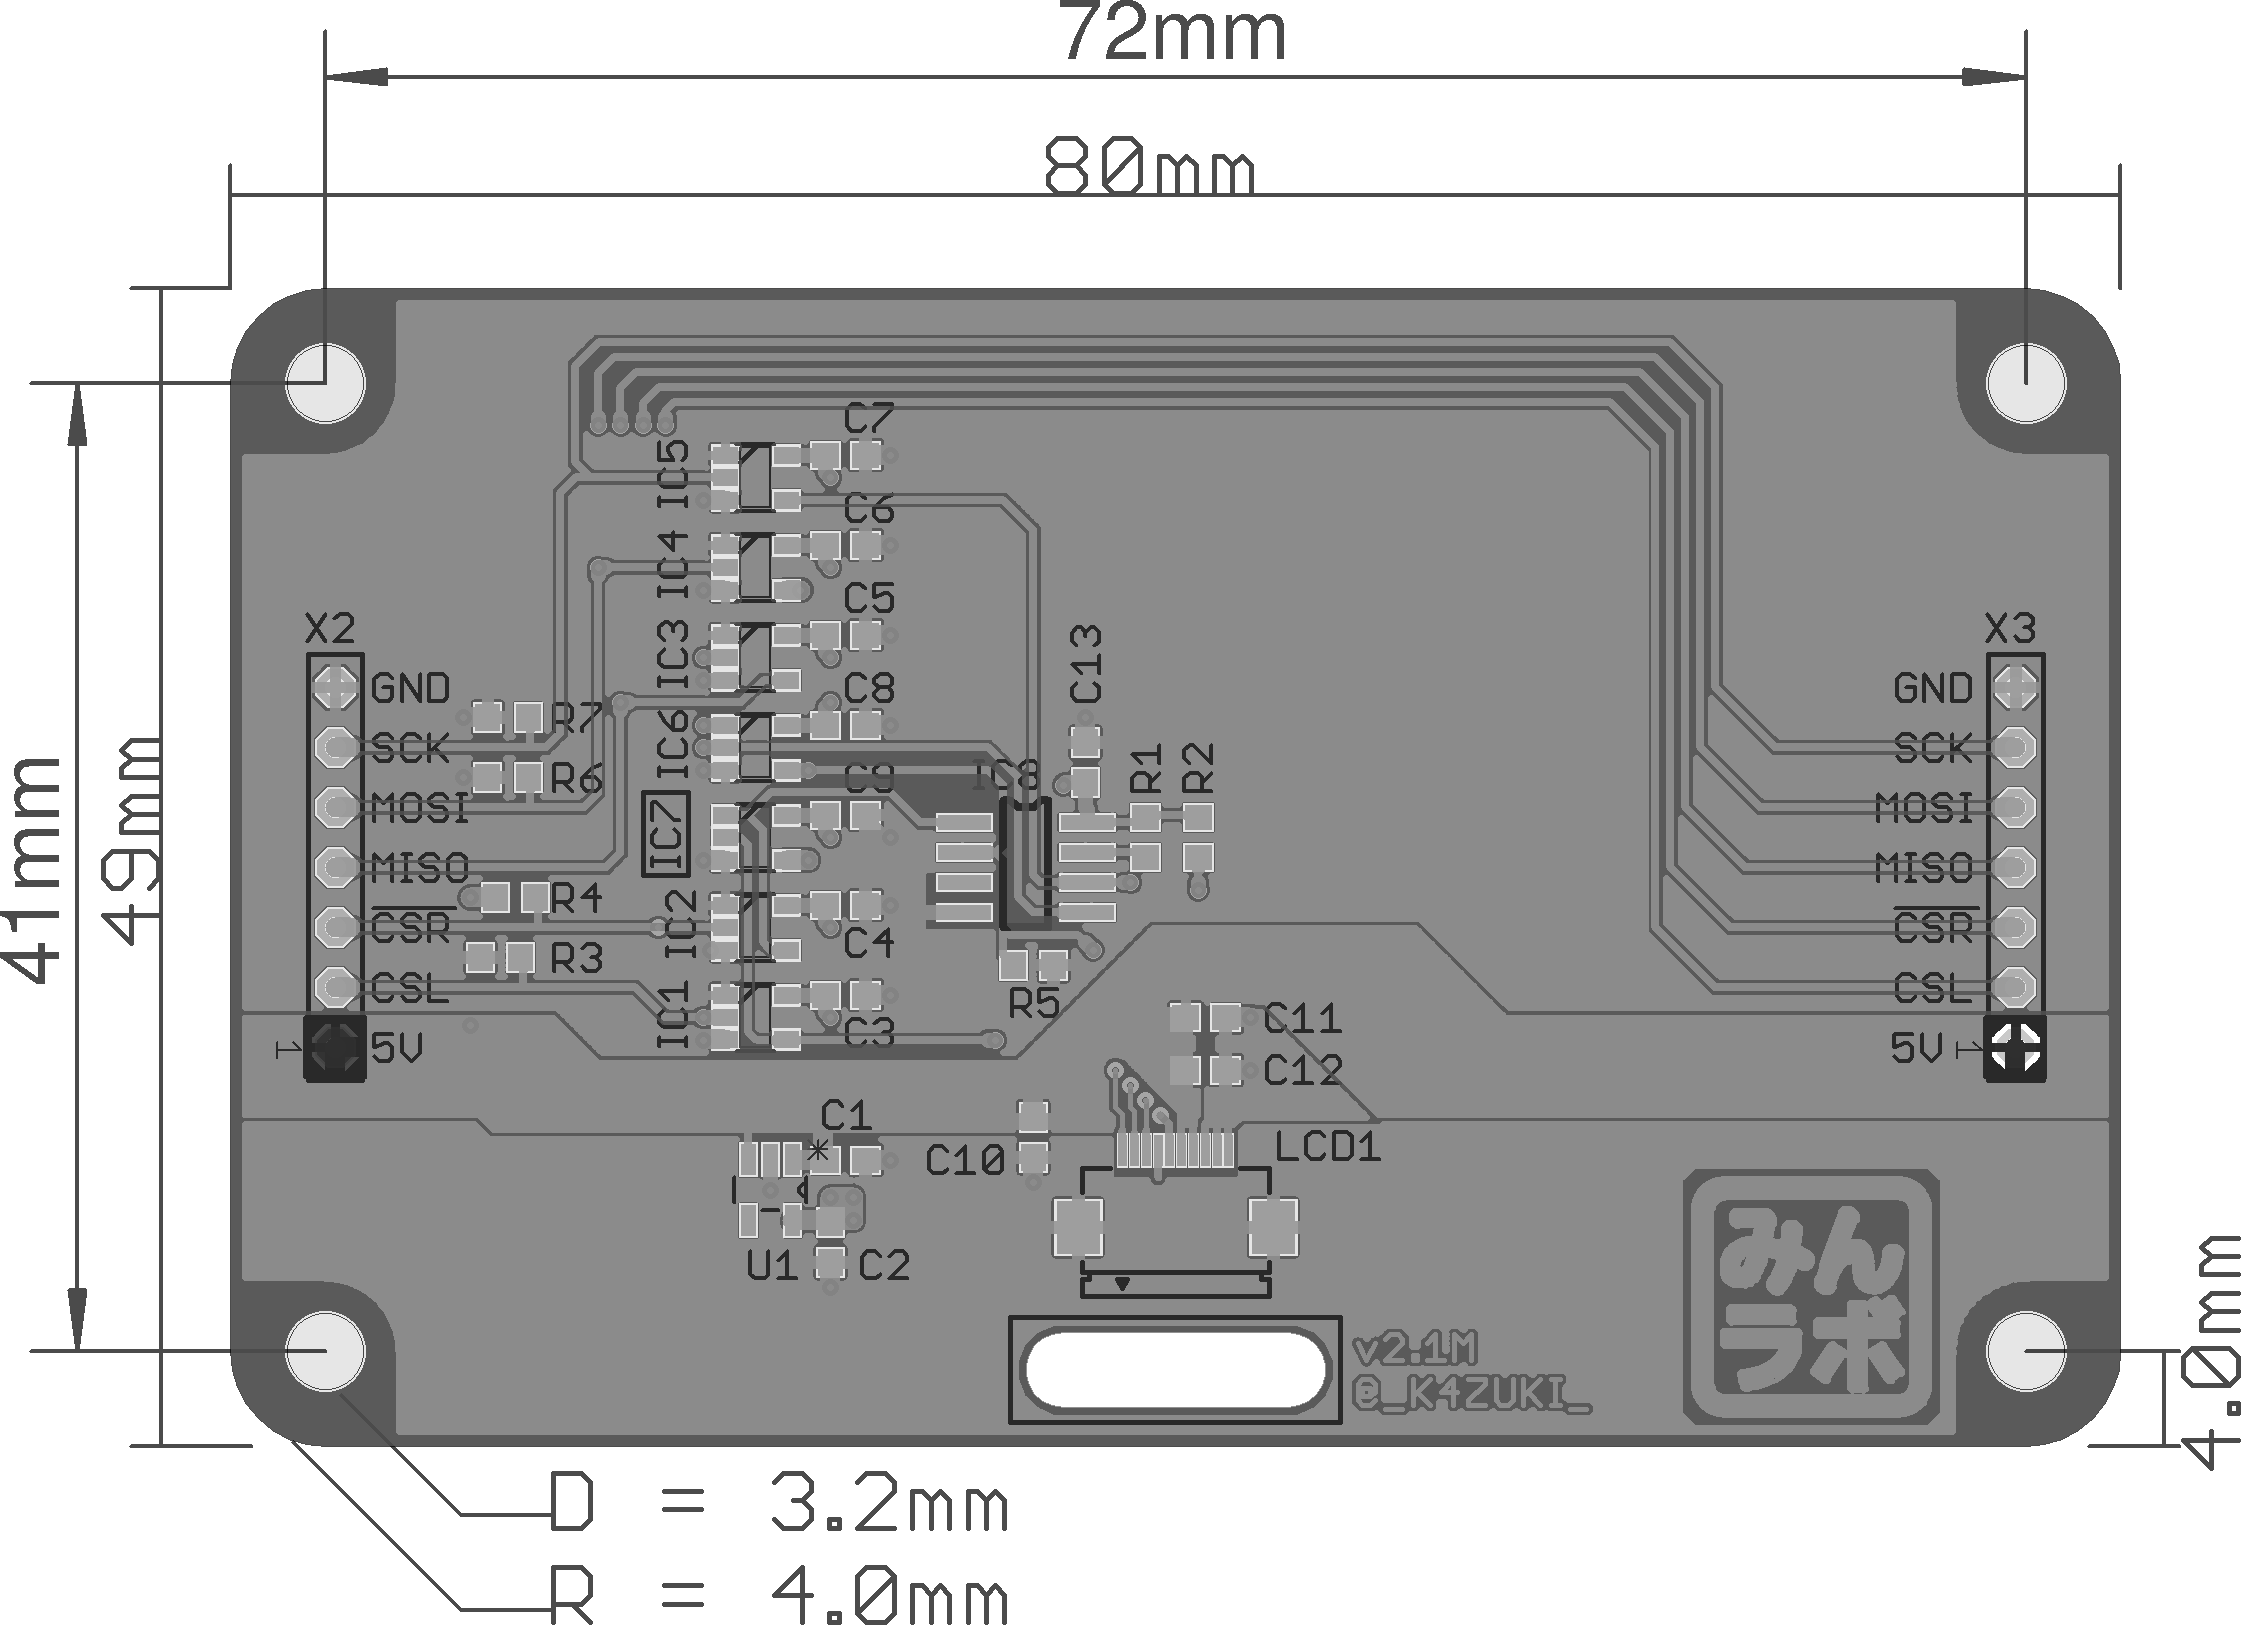 72mm
80mm
41mm
49mm
C7
IC5
C6
IC4
C5
IC3
C8
IC6
C9
IC7
IC2
C4
IC1
C3
X2
GND
SCK
MOSI
MISO
CSR
CSL
5V
1
R7
R6
R4
R3
C13
IC8
R1
R2
R5
X3
GND
SCK
MOSI
MISO
CSR
CSL
5V
1
C11
C12
C1
C10
LCD1
U1
C2
みん
ラボ
v2.1M
@_K4ZUKI_
4.0mm
D = 3.2mm
R = 4.0mm